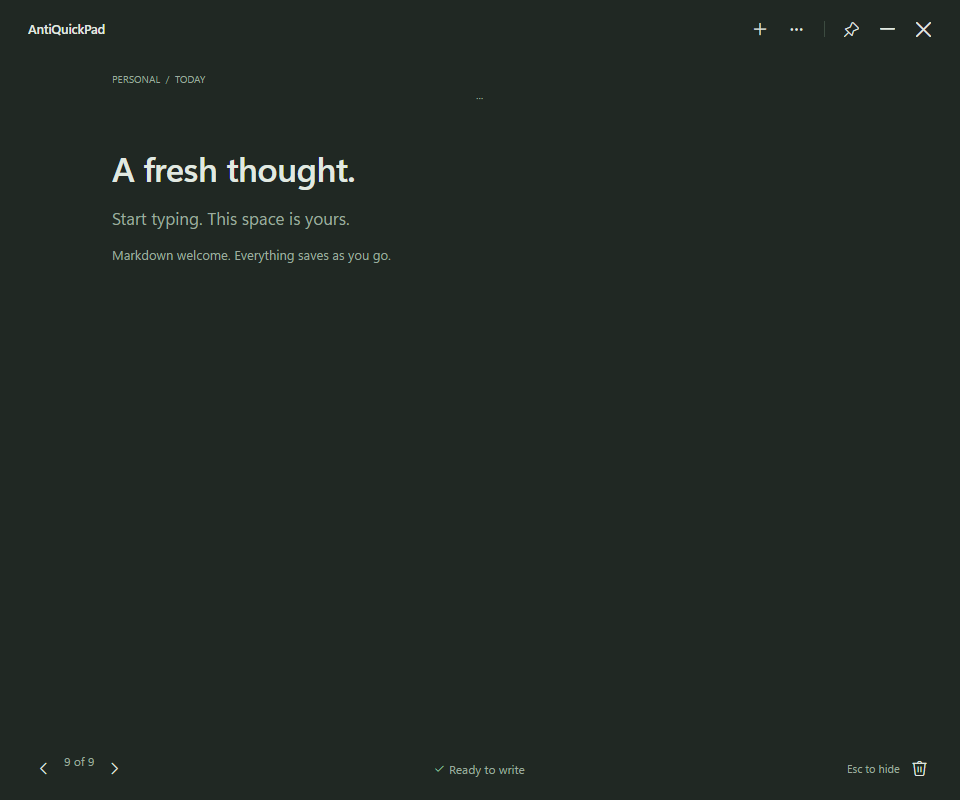 AntiQuickPad
PERSONAL / TODAY
...
A fresh thought.
Start typing. This space is yours.
Markdown welcome. Everything saves as you go.
9 of 9
Ready to write
Esc to hide